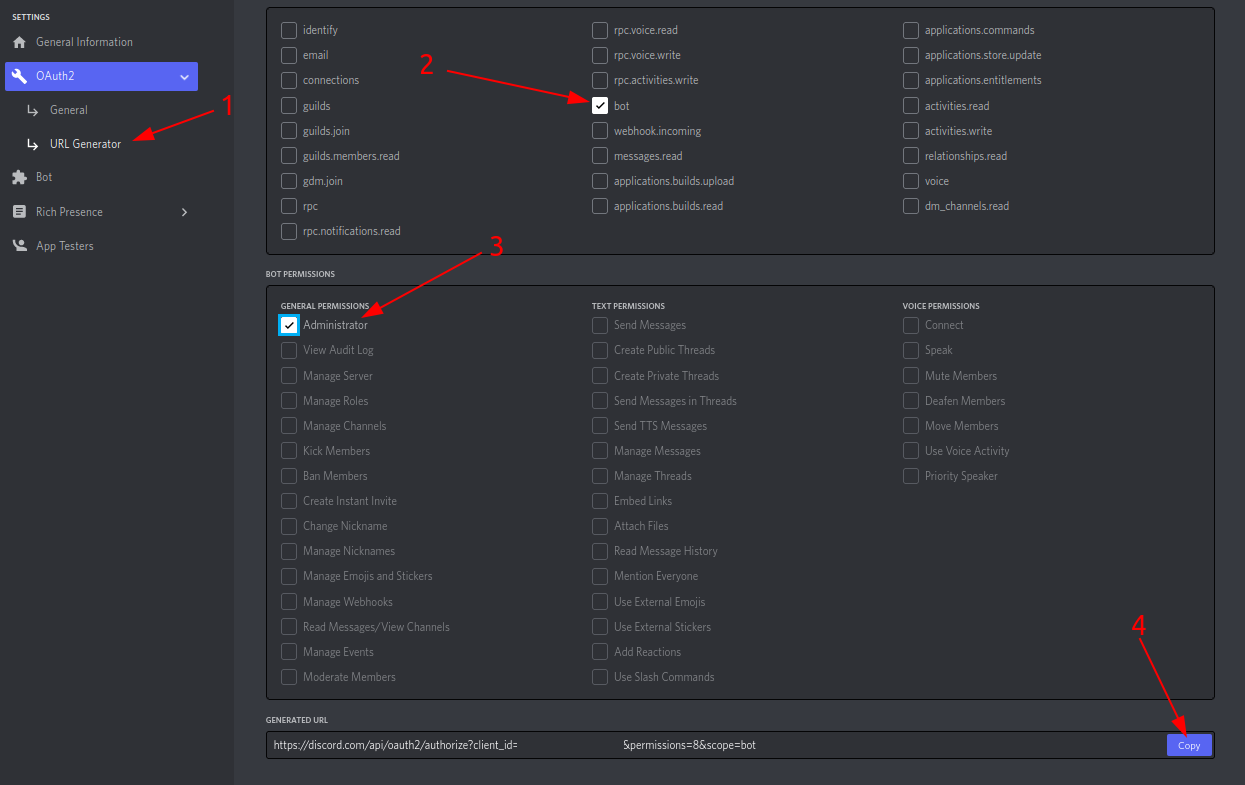 SETTINGS
General Information
OAuth2
1
General
URL Generator
Bot
Rich Presence
App Testers
2
identify
email
connections
guilds
guilds.join
guilds.members.read
gdm.join
rpc
rpc.notifications.read
rpc.voice.read
rpc.voice.write
rpc.activities.write
bot
webhook.incoming
messages.read
applications.builds.upload
applications.builds.read
applications.commands
applications.store.update
applications.entitlements
activities.read
activities.write
relationships.read
voice
dm_channels.read
3
BOT PERMISSIONS
GENERAL PERMISSIONS
Administrator
View Audit Log
Manage Server
Manage Roles
Manage Channels
Kick Members
Ban Members
Create Instant Invite
Change Nickname
Manage Nicknames
Manage Emojis and Stickers
Manage Webhooks
Read Messages/View Channels
Manage Events
Moderate Members
TEXT PERMISSIONS
Send Messages
Create Public Threads
Create Private Threads
Send Messages in Threads
Send TTS Messages
Manage Messages
Manage Threads
Embed Links
Attach Files
Read Message History
Mention Everyone
Use External Emojis
Use External Stickers
Add Reactions
Use Slash Commands
VOICE PERMISSIONS
Connect
Speak
Mute Members
Deafen Members
Move Members
Use Voice Activity
Priority Speaker
4
GENERATED URL
https://discord.com/api/oauth2/authorize?client_id= &permissions=8&scope=bot
Copy